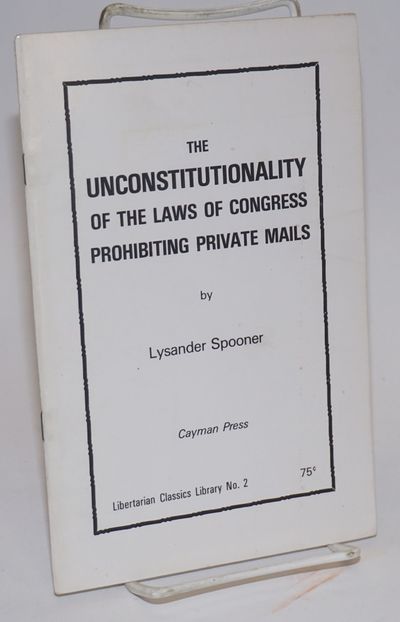 THE
UNCONSTITUTIONALITY
OF THE LAWS OF CONGRESS
PROHIBITING PRIVATE MAILS
by
Lysander Spooner
Cayman Press
Libertarian Classics Library No. 2
75¢